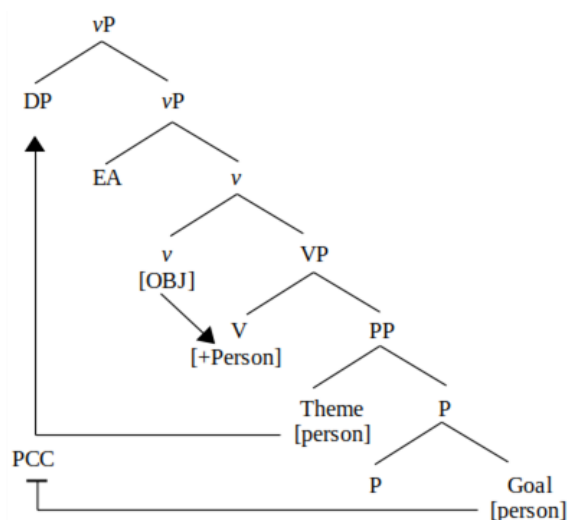 vP
DP vP
EA v
v VP
[OBJ]
V PP
[+Person]
Theme P
[person]
PCC
P Goal
[person]